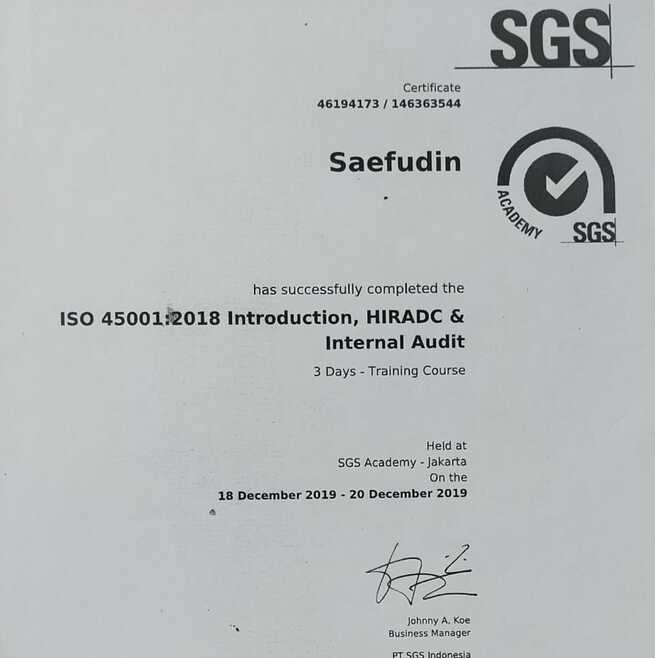 SGS
Certificate
46194173 / 146363544
Saefudin
ACADEMY
SGS
has successfully completed the
ISO 45001:2018 Introduction, HIRADC &
Internal Audit
3 Days - Training Course
Held at
SGS Academy - Jakarta
On the
18 December 2019 - 20 December 2019
Johnny A. Koe
Business Manager
PT SGS Indonesia